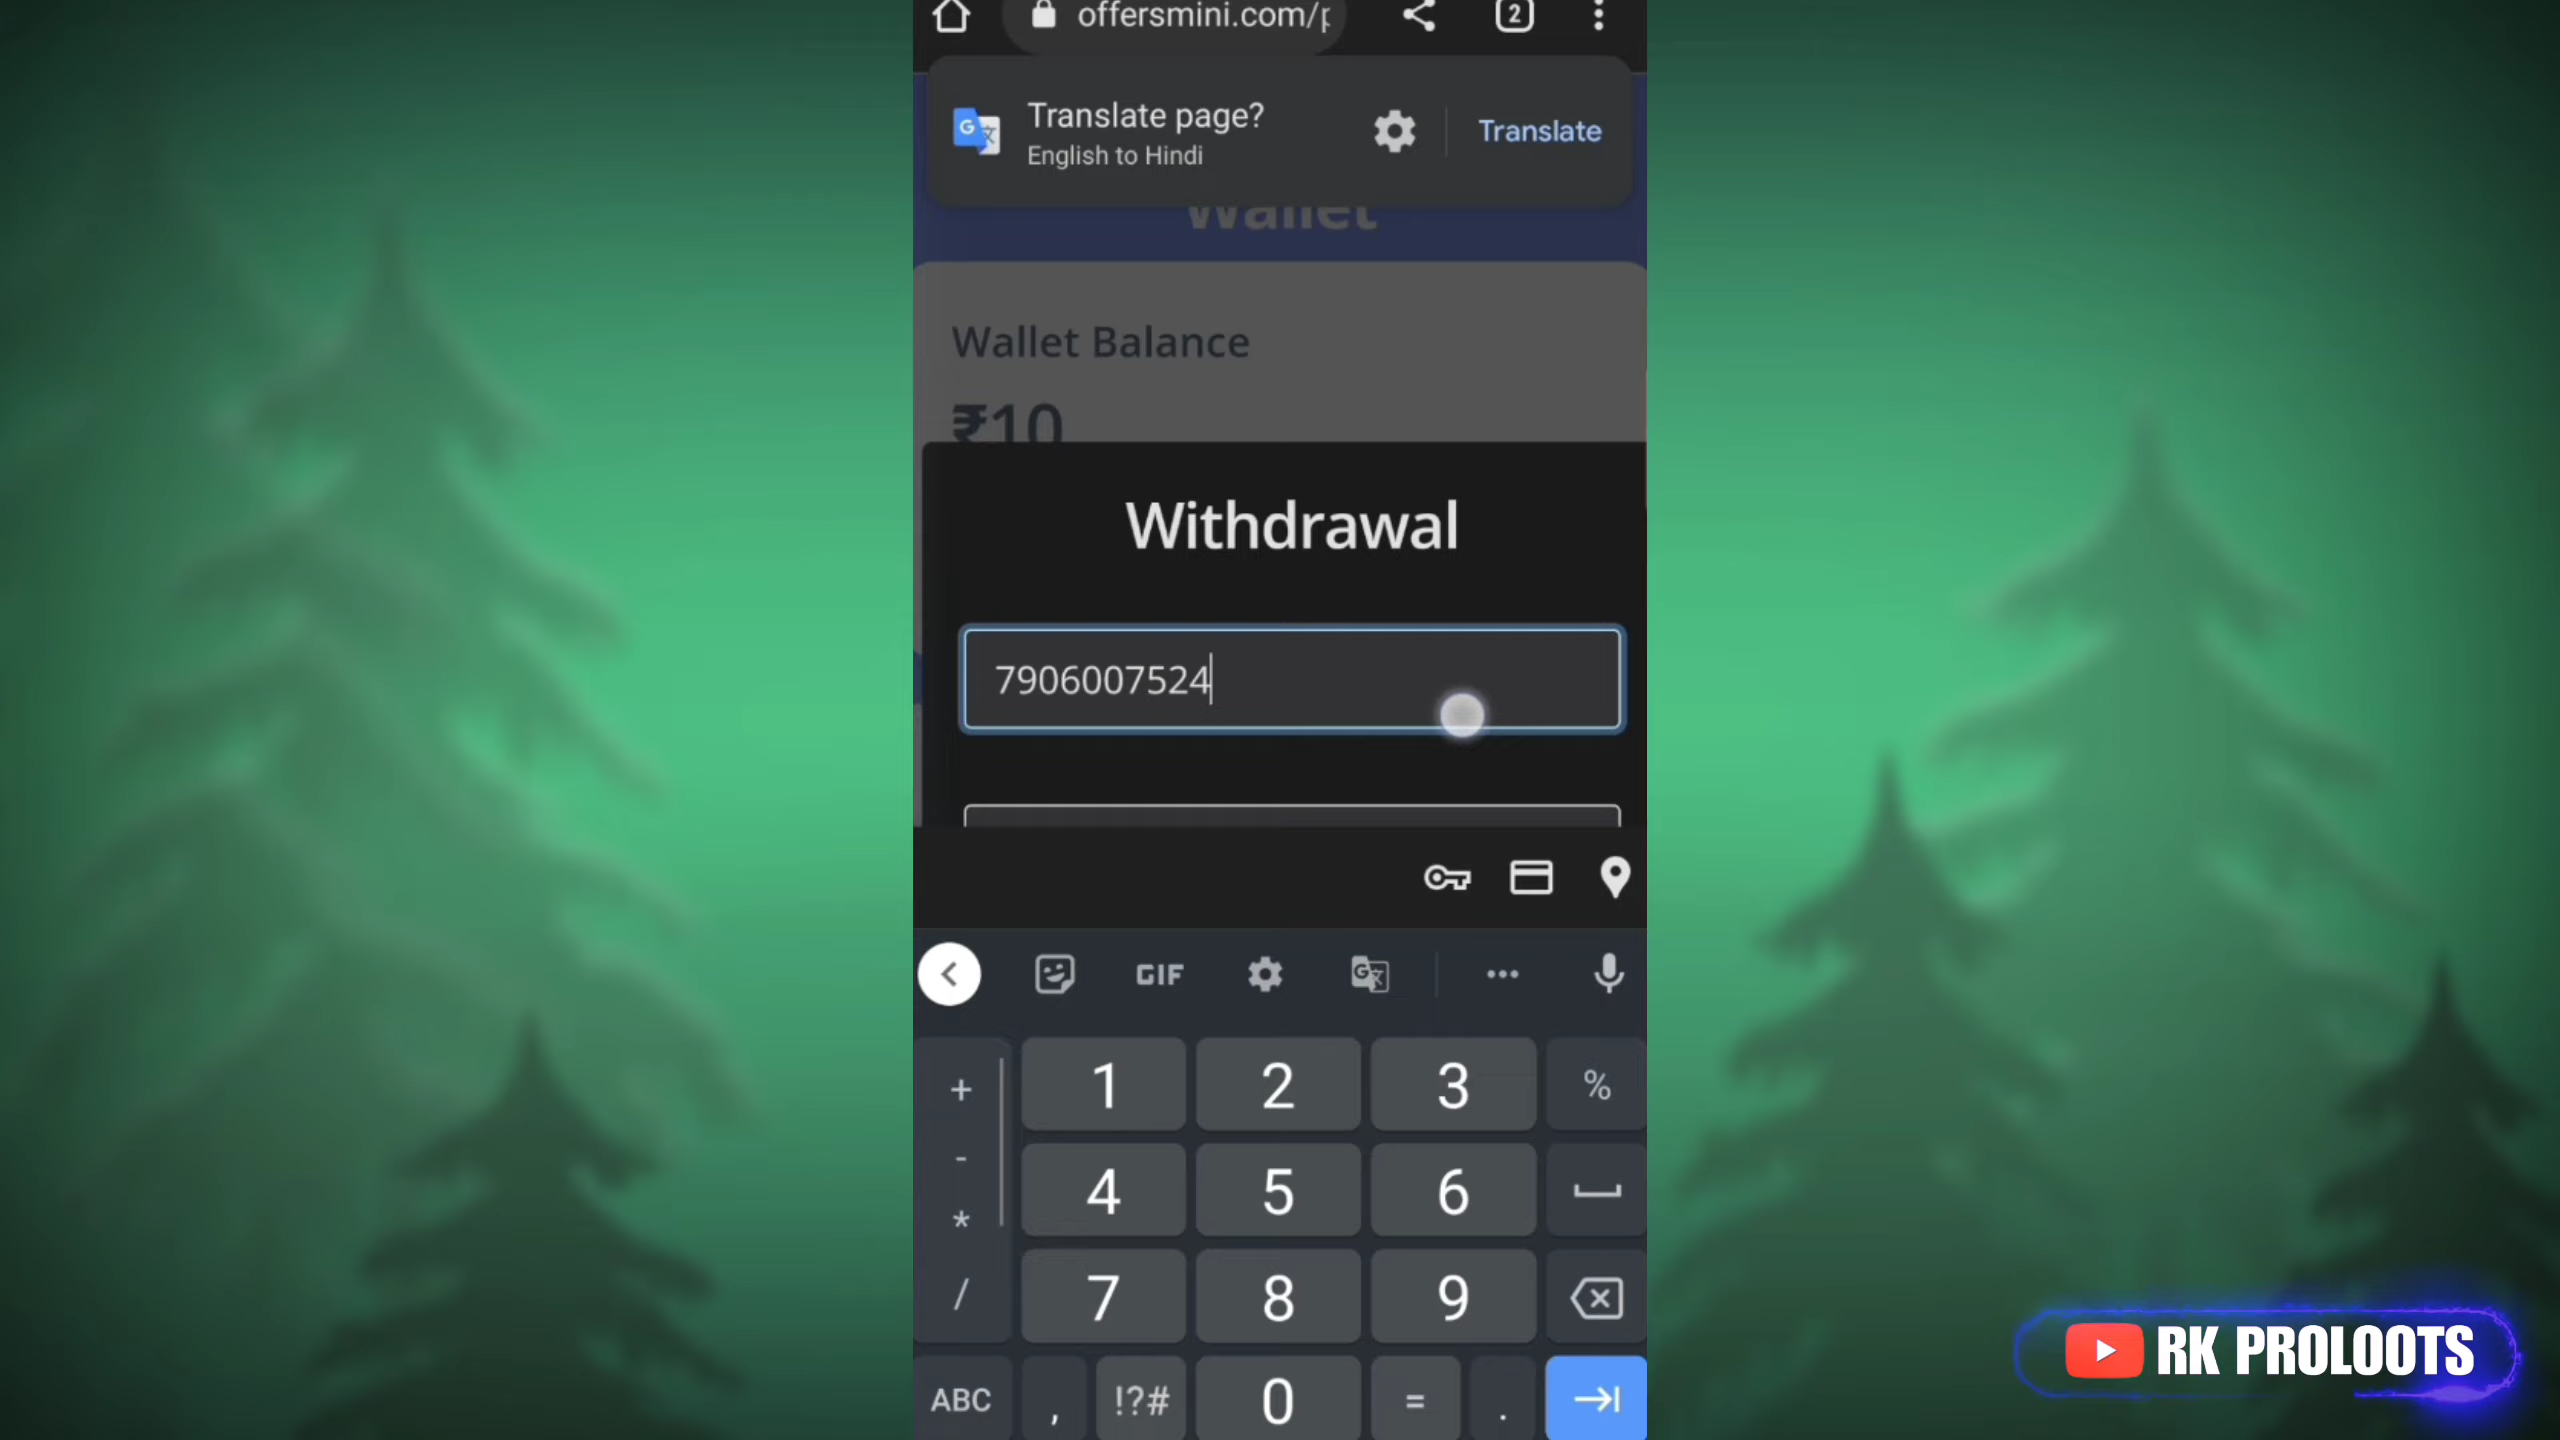 2
offersmini.com/p
Translate page?
English to Hindi
Translate
Wallet
Wallet Balance
₹10
Withdrawal
7906007524
GIF
+ 1 2 3 %
- 4 5 6
*
/ 7 8 9
ABC , !?# 0 = .
RK PROLOOTS